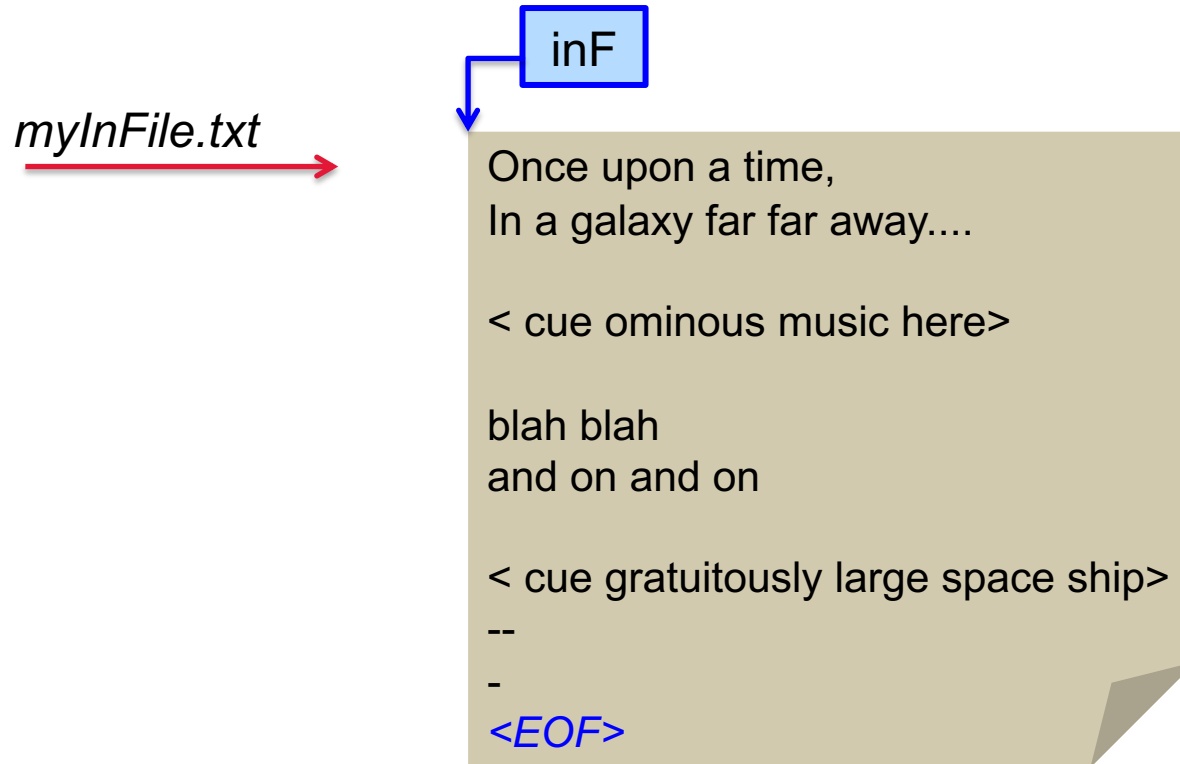 inF
myInFile.txt
Once upon a time,
In a galaxy far far away....
< cue ominous music here>
blah blah
and on and on
< cue gratuitously large space ship>
--
-
<EOF>